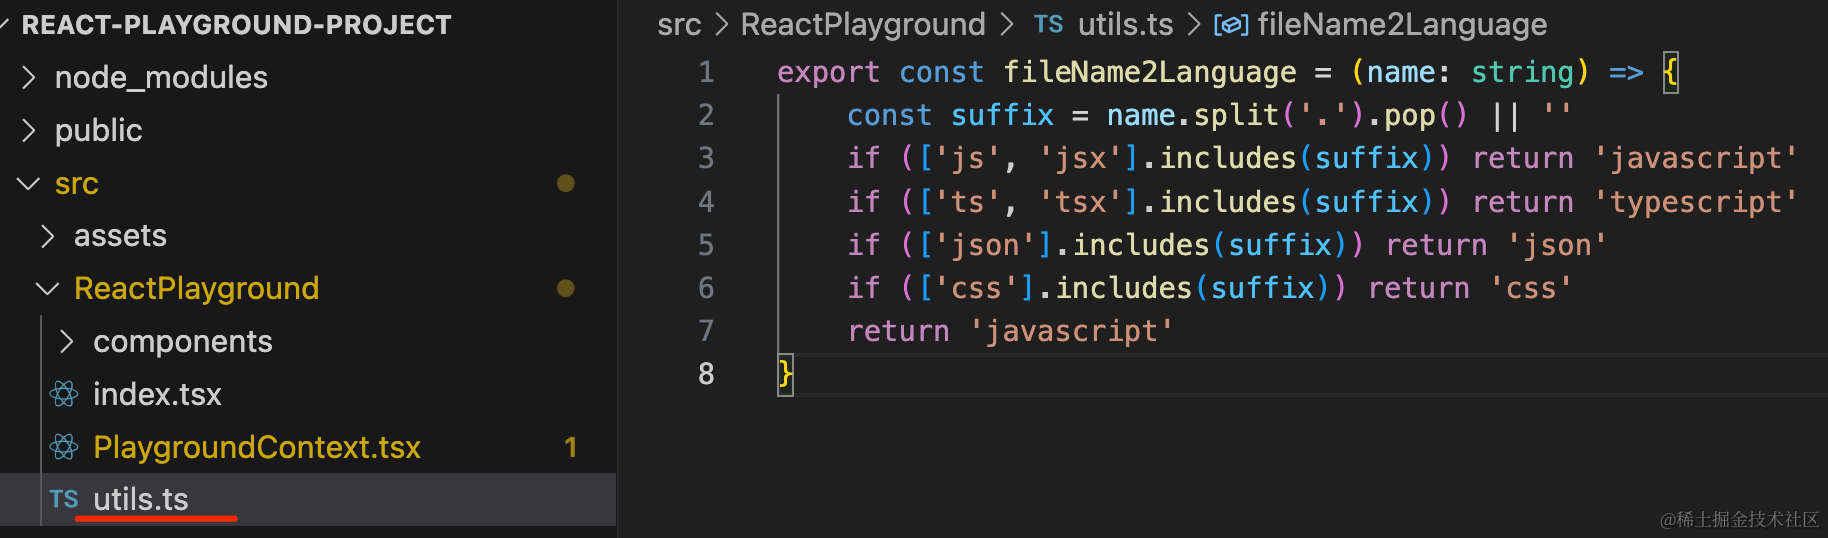 REACT-PLAYGROUND-PROJECT
node_modules
public
src
assets
ReactPlayground
components
index.tsx
PlaygroundContext.tsx 1
TS utils.ts
src > ReactPlayground > TS utils.ts > fileName2Language
1 export const fileName2Language = (name: string) => {
2 const suffix = name.split('.').pop() || ''
3 if (['js', 'jsx'].includes(suffix)) return 'javascript'
4 if (['ts', 'tsx'].includes(suffix)) return 'typescript'
5 if (['json'].includes(suffix)) return 'json'
6 if (['css'].includes(suffix)) return 'css'
7 return 'javascript'
8 }
@稀土掘金技术社区